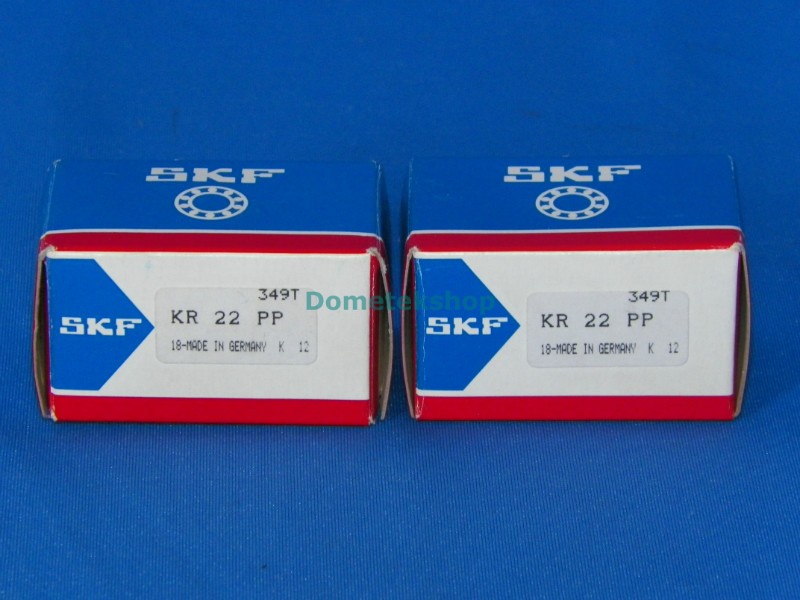 SKF
SKF
349T
KR 22 PP
18-MADE IN GERMANY K 12
SKF
SKF
349T
KR 22 PP
18-MADE IN GERMANY K 12
Dometekshop